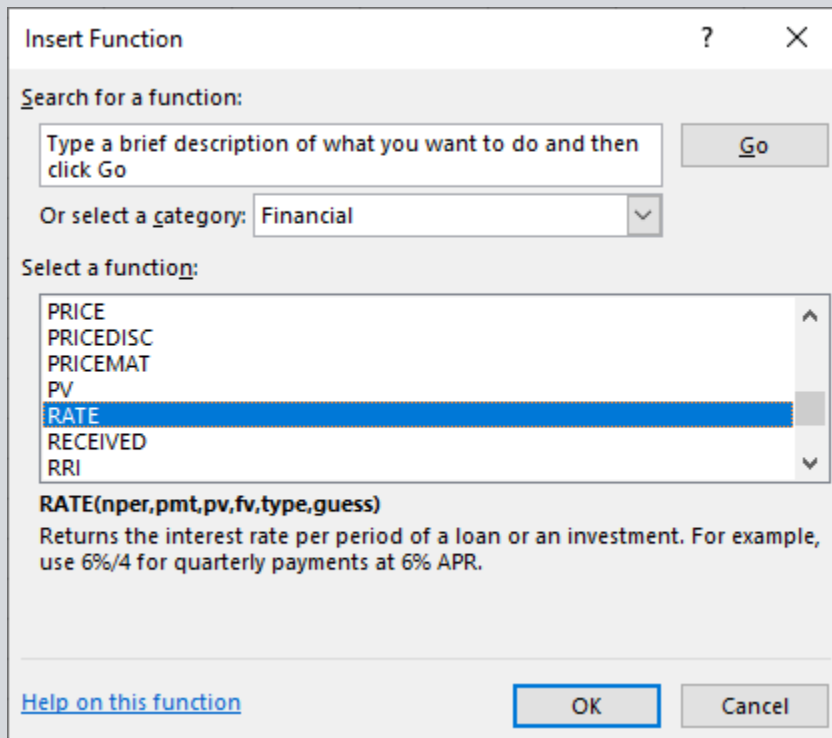 Insert Function ?
Search for a function:
Type a brief description of what you want to do and then
click Go
Go
Or select a category: Financial
Select a function:
PRICE
PRICEDISC
PRICEMAT
PV
RATE
RECEIVED
RRI
RATE(nper,pmt,pv,fv,type,guess)
Returns the interest rate per period of a loan or an investment. For example,
use 6%/4 for quarterly payments at 6% APR.
Help on this function
OK
Cancel